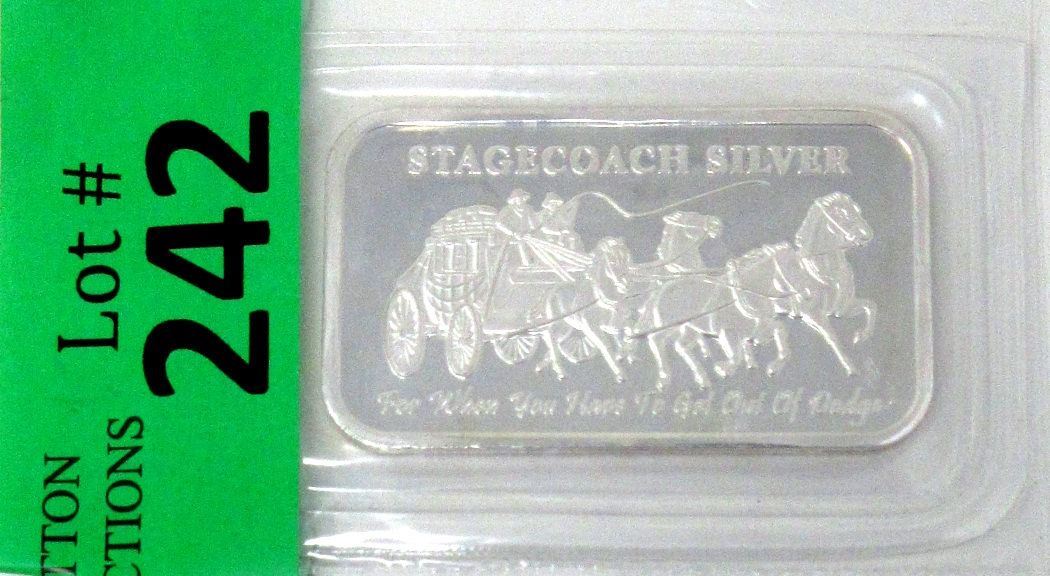 TTON
CTIONS
Lot #
242
STAGECOACH SILVER
For When You Have To Get Out Of Dodge